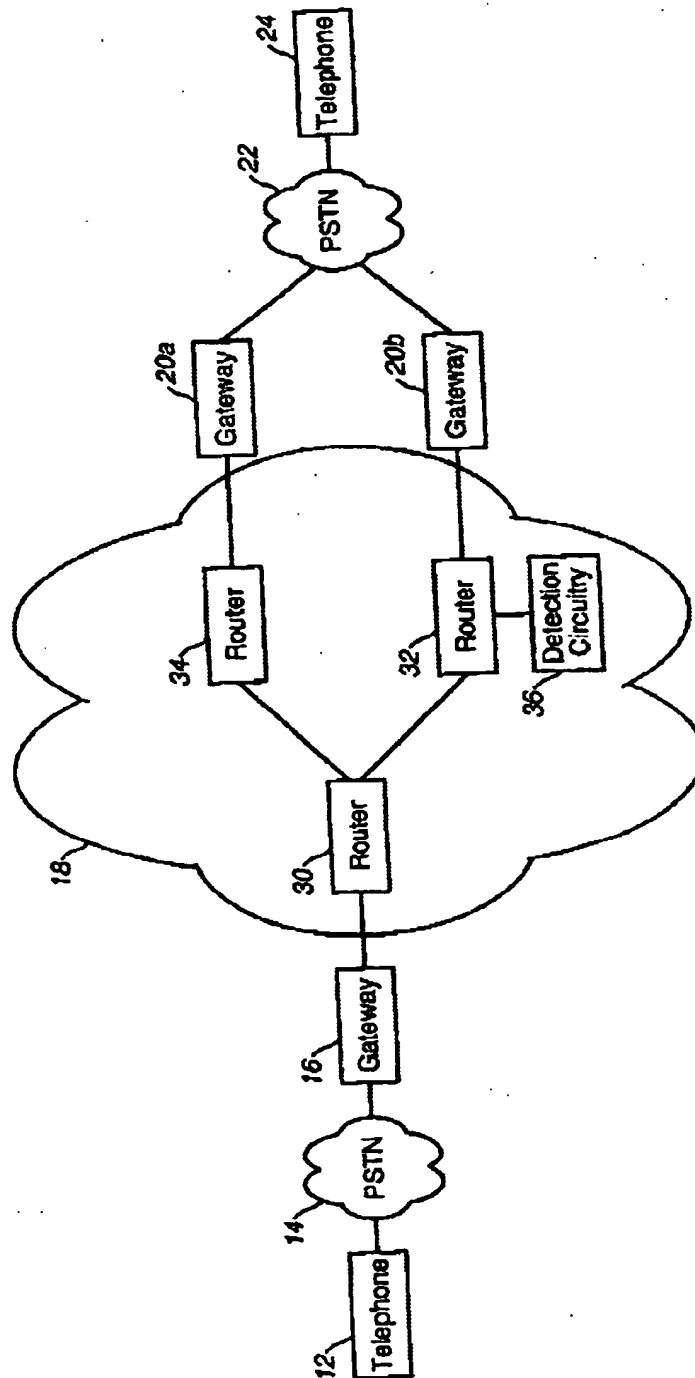 12
Telephone
14
PSTN
16
Gateway
18
30
Router
34
Router
32
Router
36
Detection
Circuitry
20a
Gateway
20b
Gateway
22
PSTN
24
Telephone